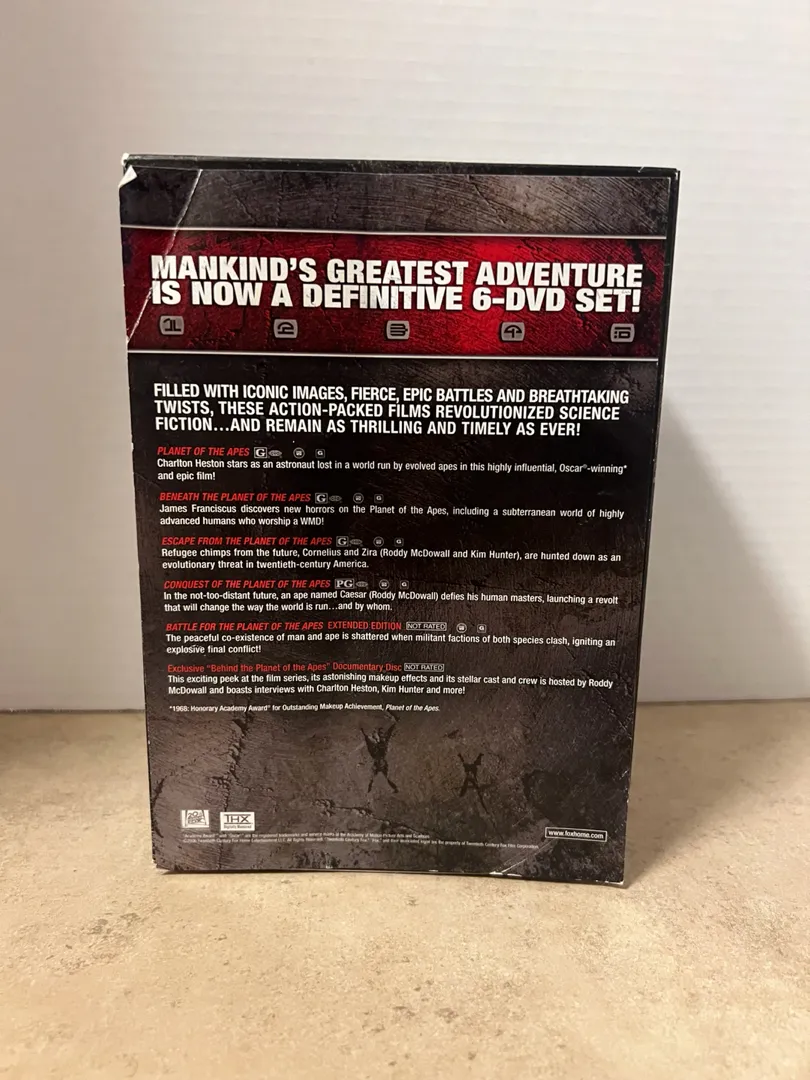 MANKIND'S GREATEST ADVENTURE
IS NOW A DEFINITIVE 6-DVD SET!
FILLED WITH ICONIC IMAGES, FIERCE, EPIC BATTLES AND BREATHTAKING
TWISTS, THESE ACTION-PACKED FILMS REVOLUTIONIZED SCIENCE
FICTION...AND REMAIN AS THRILLING AND TIMELY AS EVER!
PLANET OF THE APES G
Charlton Heston stars as an astronaut lost in a world run by evolved apes in this highly influential, Oscar®-winning*
and epic film!
BENEATH THE PLANET OF THE APES G
James Franciscus discovers new horrors on the Planet of the Apes, including a subterranean world of highly
advanced humans who worship a WMD!
ESCAPE FROM THE PLANET OF THE APES G
Refugee chimps from the future, Cornelius and Zira (Roddy McDowall and Kim Hunter), are hunted down as an
evolutionary threat in twentieth-century America.
CONQUEST OF THE PLANET OF THE APES PG
In the not-too-distant future, an ape named Caesar (Roddy McDowall) defies his human masters, launching a revolt
that will change the way the world is run...and by whom.
BATTLE FOR THE PLANET OF THE APES EXTENDED EDITION NOT RATED
The peaceful co-existence of man and ape is shattered when militant factions of both species clash, igniting an
explosive final conflict!
Exclusive "Behind the Planet of the Apes" Documentary Disc NOT RATED
This exciting peek at the film series, its astonishing makeup effects and its stellar cast and crew is hosted by Roddy
McDowall and boasts interviews with Charlton Heston, Kim Hunter and more!
*1968: Honorary Academy Award® for Outstanding Makeup Achievement, Planet of the Apes.
20th Century Fox
THX
Digitally Mastered
www.foxhome.com